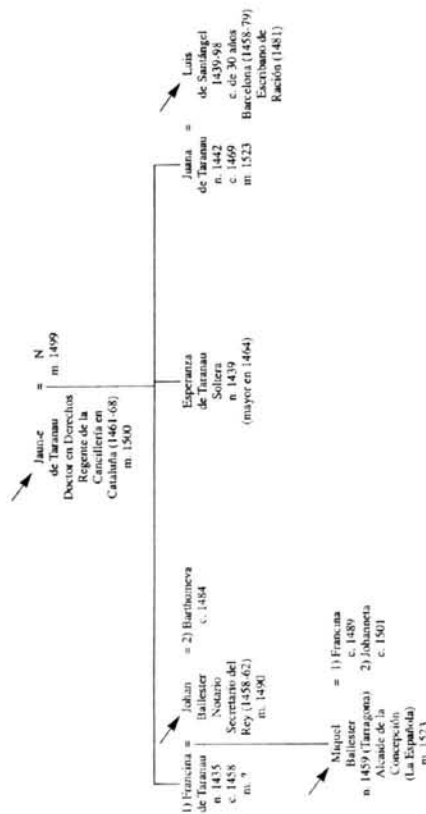 Jaume = N
de Taranau m. 1499
Doctor en Derechos
Regente de la
Cancillería en
Cataluña (1461-68)
m. 1500
1) Francina =
de Taranau
n. 1435
c. 1458
m. ?
Johan = 2) Barthomeva
Ballester c. 1484
Notario
Secretario del
Rey (1458-62)
m. 1490
Esperanza
de Taranau
Soltera
n. 1439
(mayor en 1464)
Juana =
de Taranau
n. 1442
c. 1469
m. 1523
Luis
de Santángel
1439-98
c. de 30 años
Barcelona (1458-79)
Escribano de
Ración (1481)
Miquel = 1) Francina
Ballester c. 1489
n. 1459 (Tarragona) 2) Johanneta
Alcaide de la c. 1501
Concepción
(La Española)
m. 1523